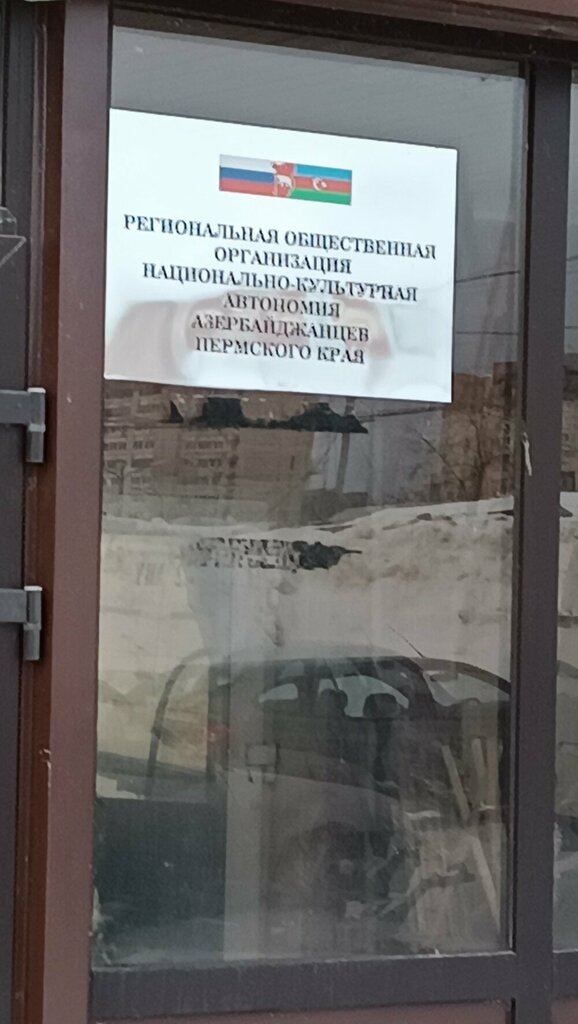 РЕГИОНАЛЬНАЯ ОБЩЕСТВЕННАЯ
ОРГАНИЗАЦИЯ
НАЦИОНАЛЬНО-КУЛЬТУРНАЯ
АВТОНОМИЯ
АЗЕРБАЙДЖАНЦЕВ
ПЕРМСКОГО КРАЯ